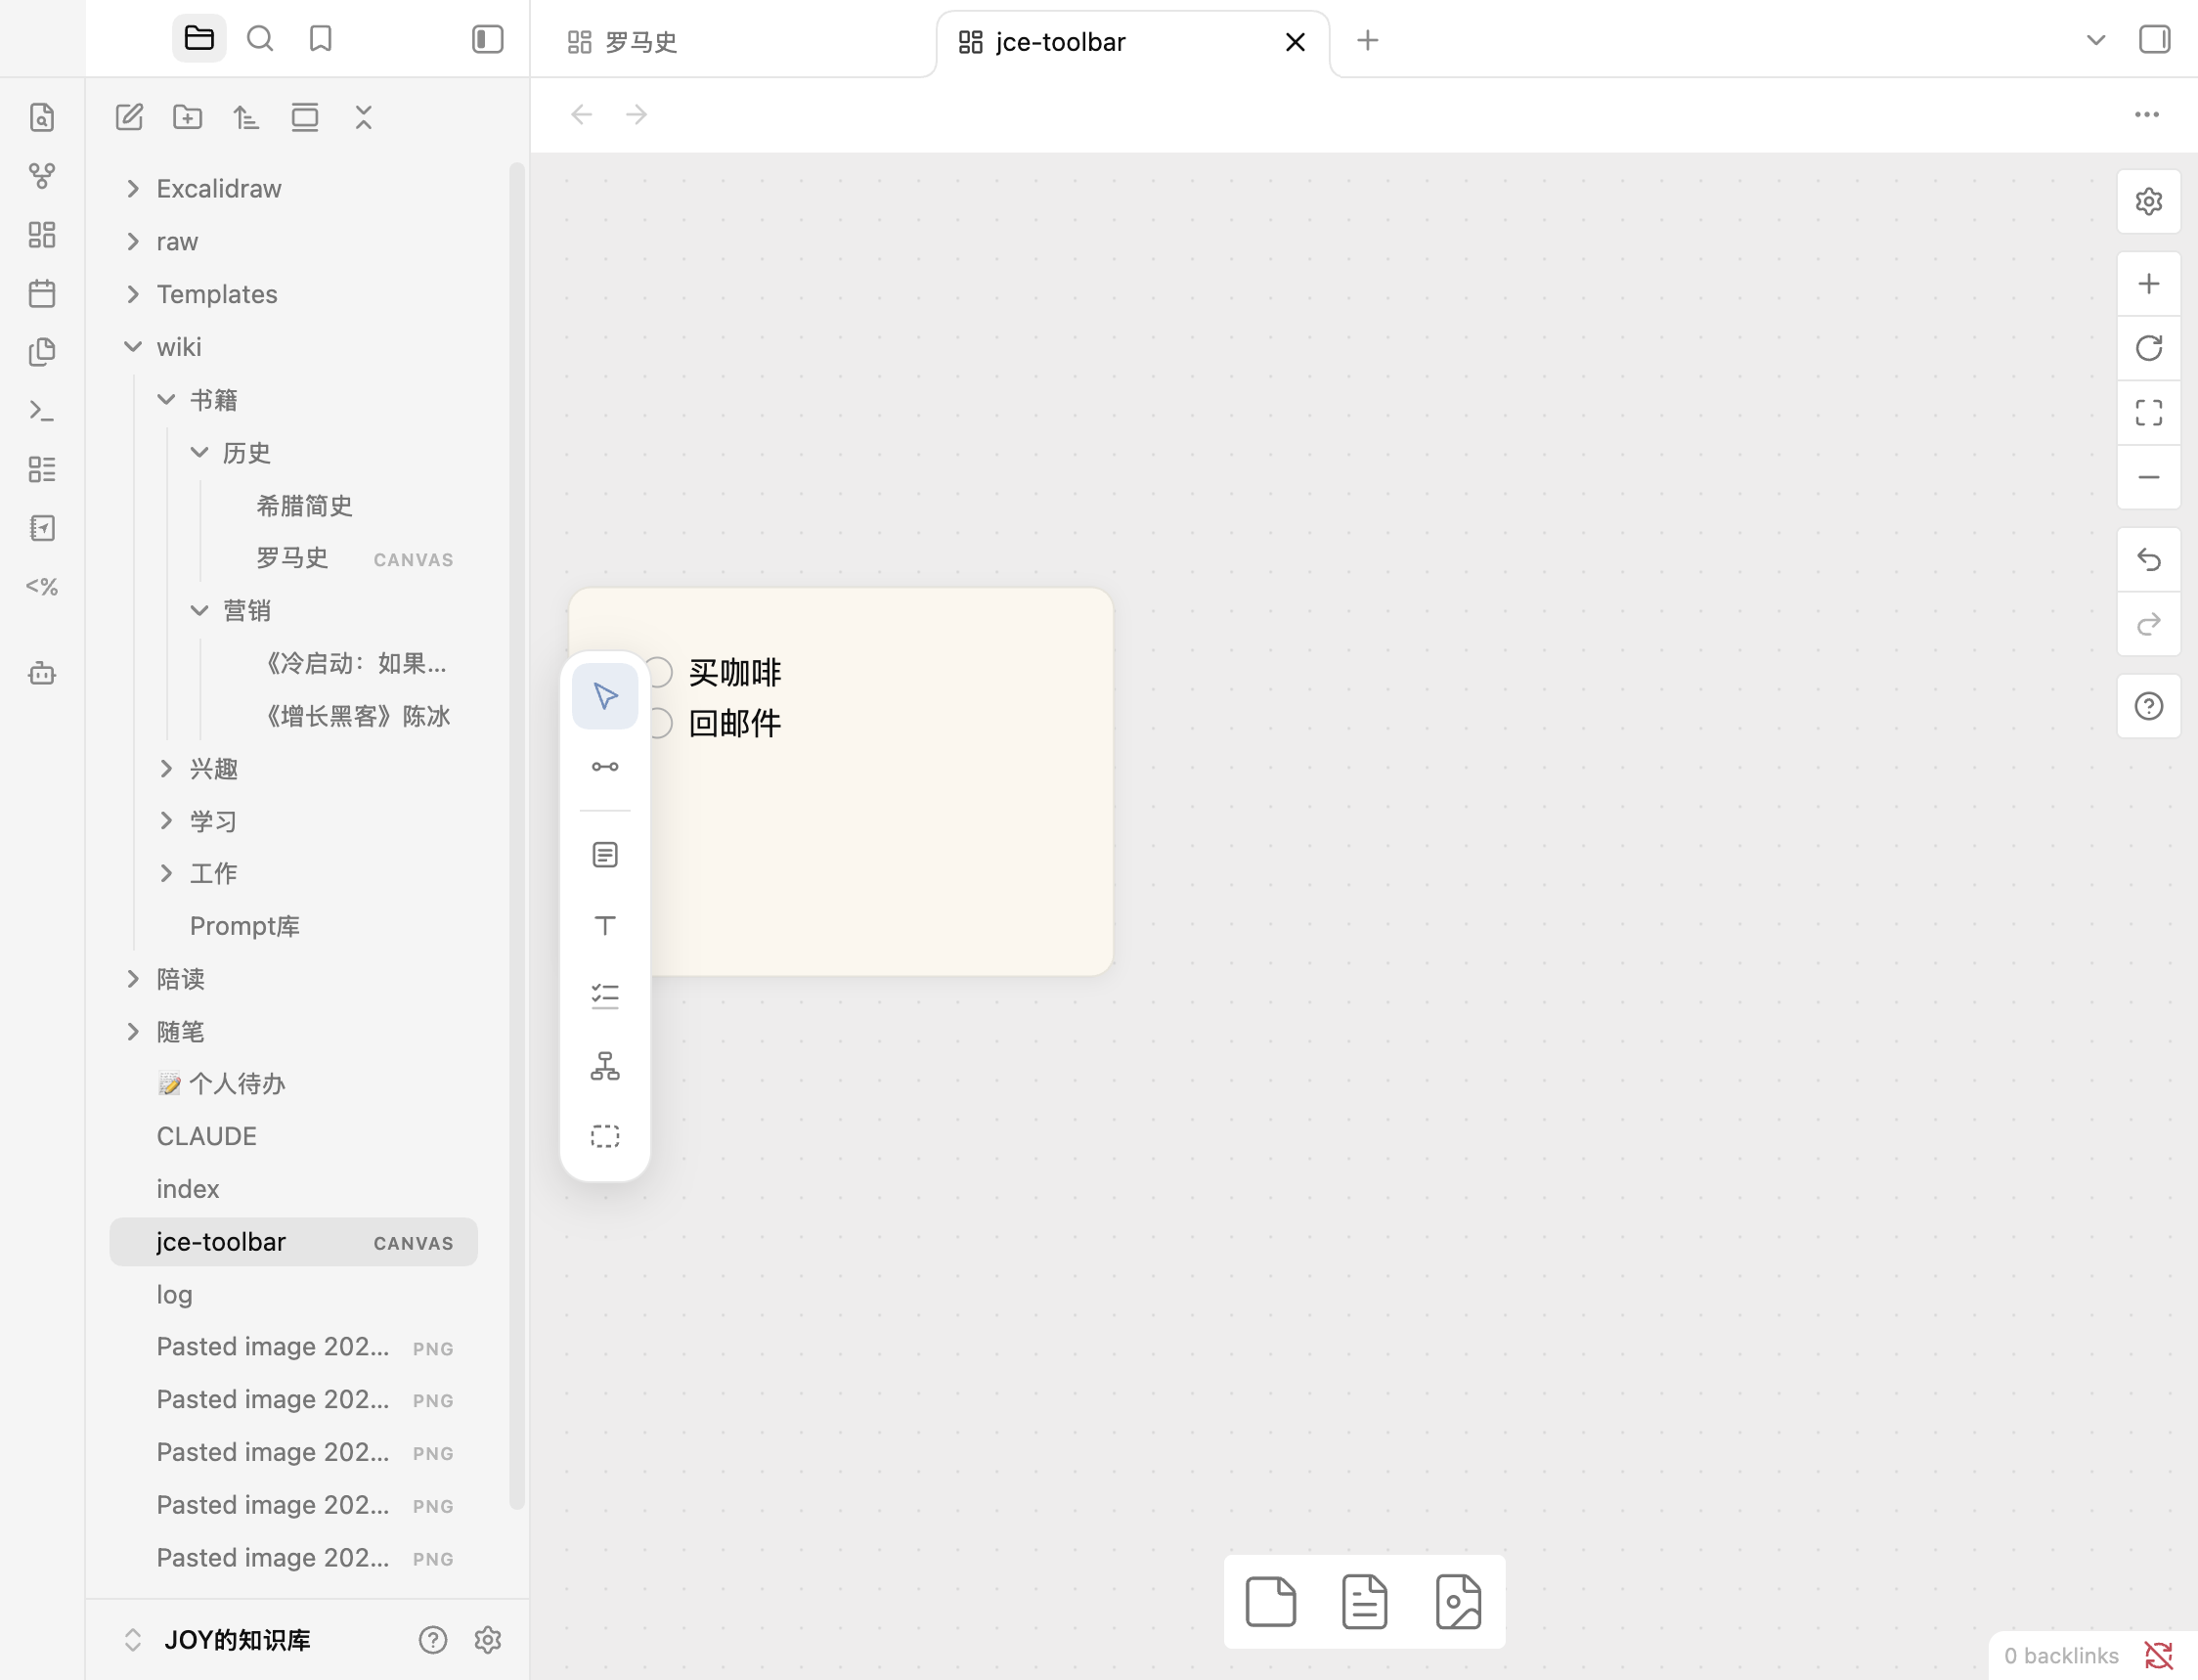 罗马史
jce-toolbar
Excalidraw
raw
Templates
wiki
书籍
历史
希腊简史
罗马史 CANVAS
营销
《冷启动：如果...
《增长黑客》陈冰
兴趣
学习
工作
Prompt库
陪读
随笔
📝 个人待办
CLAUDE
index
jce-toolbar CANVAS
log
Pasted image 202... PNG
Pasted image 202... PNG
Pasted image 202... PNG
Pasted image 202... PNG
Pasted image 202... PNG
JOY的知识库
<%
买咖啡
回邮件
T
0 backlinks